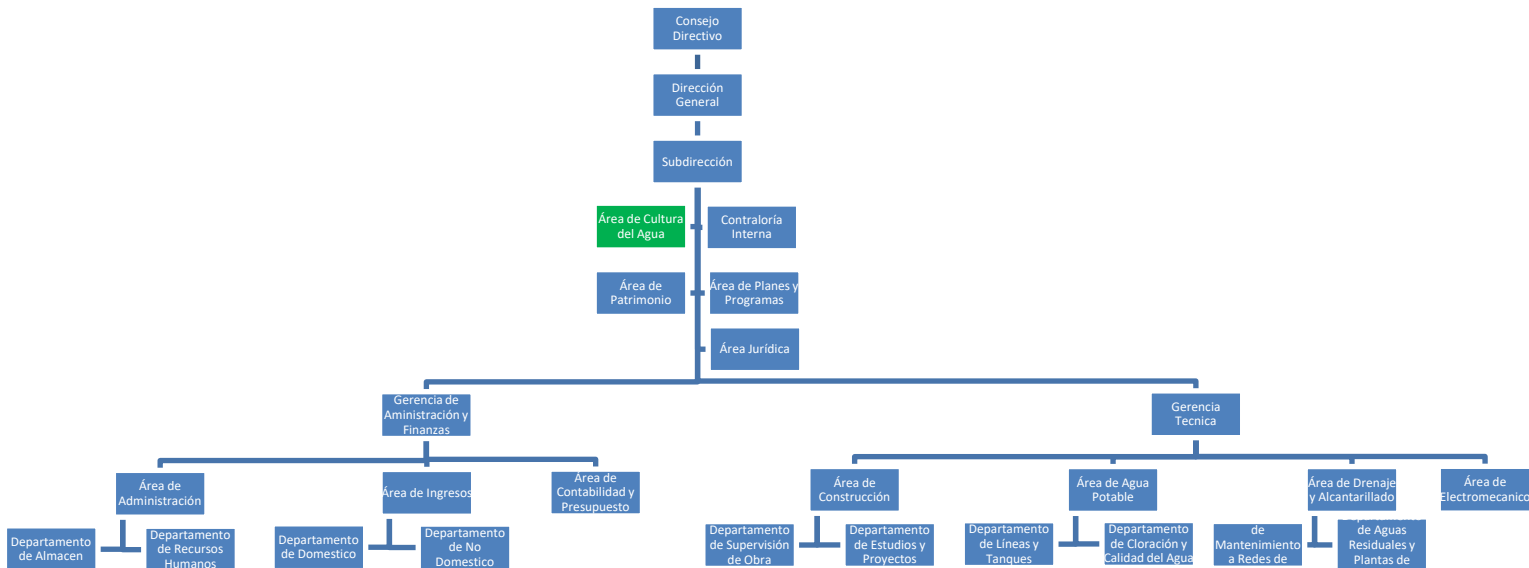 Consejo
Directivo
Dirección
General
Subdirección
Área de Cultura
del Agua
Contraloría
Interna
Área de
Patrimonio
Área de Planes y
Programas
Área Jurídica
Gerencia de
Aministración y
Finanzas
Gerencia
Tecnica
Área de
Administración
Área de Ingresos
Área de
Contabilidad y
Presupuesto
Área de
Construcción
Área de Agua
Potable
Área de Drenaje
y Alcantarillado
Área de
Electromecanico
Departamento
de Almacen
Departamento
de Recursos
Humanos
Departamento
de Domestico
Departamento
de No
Domestico
Departamento
de Supervisión
de Obra
Departamento
de Estudios y
Proyectos
Departamento
de Líneas y
Tanques
Departamento
de Cloración y
Calidad del Agua
de
Mantenimiento
a Redes de
de Aguas
Residuales y
Plantas de